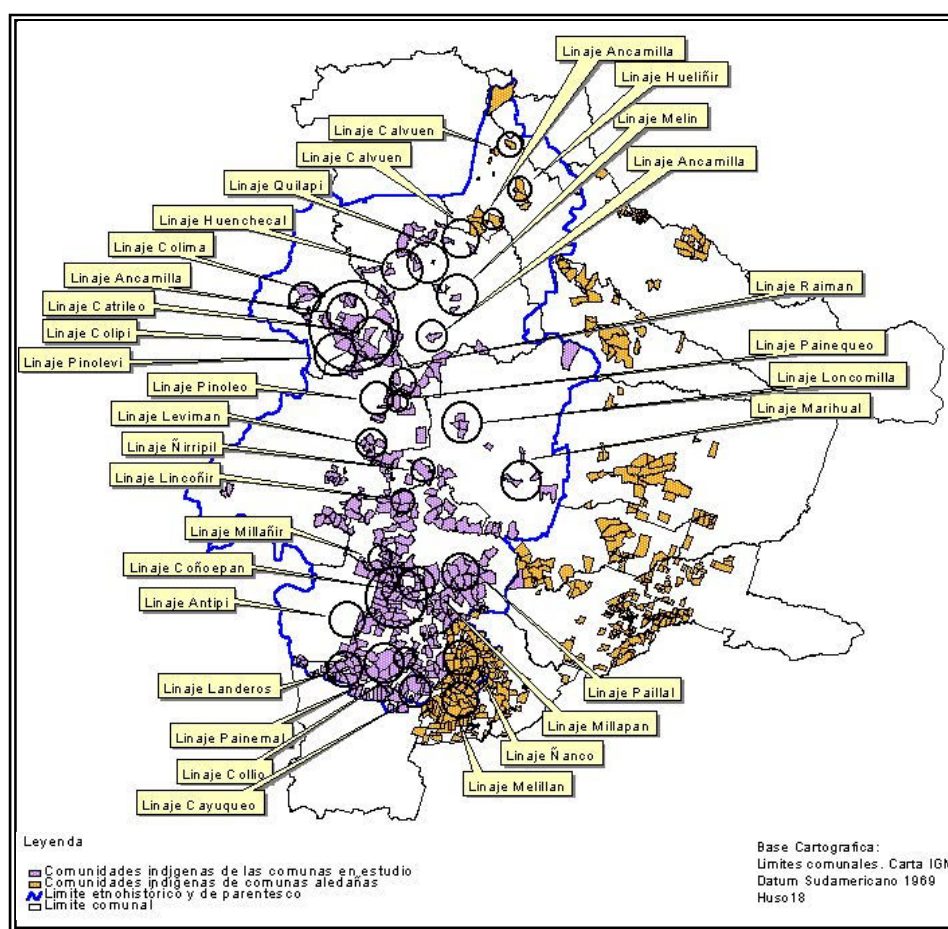 Linaje Ancamilla
Linaje Hueliñir
Linaje Melin
Linaje Ancamilla
Linaje Calvuen
Linaje Calvuen
Linaje Quilapi
Linaje Huenchecal
Linaje Colima
Linaje Ancamilla
Linaje Catrileo
Linaje Colipi
Linaje Pinolevi
Linaje Raiman
Linaje Painequeo
Linaje Loncomilla
Linaje Marihual
Linaje Pinoleo
Linaje Leviman
Linaje Ñirripil
Linaje Lincoñir
Linaje Millañir
Linaje Coñoepan
Linaje Antipi
Linaje Landeros
Linaje Painemal
Linaje Collio
Linaje Cayuqueo
Linaje Paillal
Linaje Millapan
Linaje Ñanco
Linaje Melillan
Leyenda
Comunidades indigenas de las comunas en estudio
Comunidades indigenas de comunas aledañas
Limite etnohistórico y de parentesco
Limite comunal
Base Cartografica:
Limites comunales. Carta IGM
Datum Sudamericano 1969
Huso18